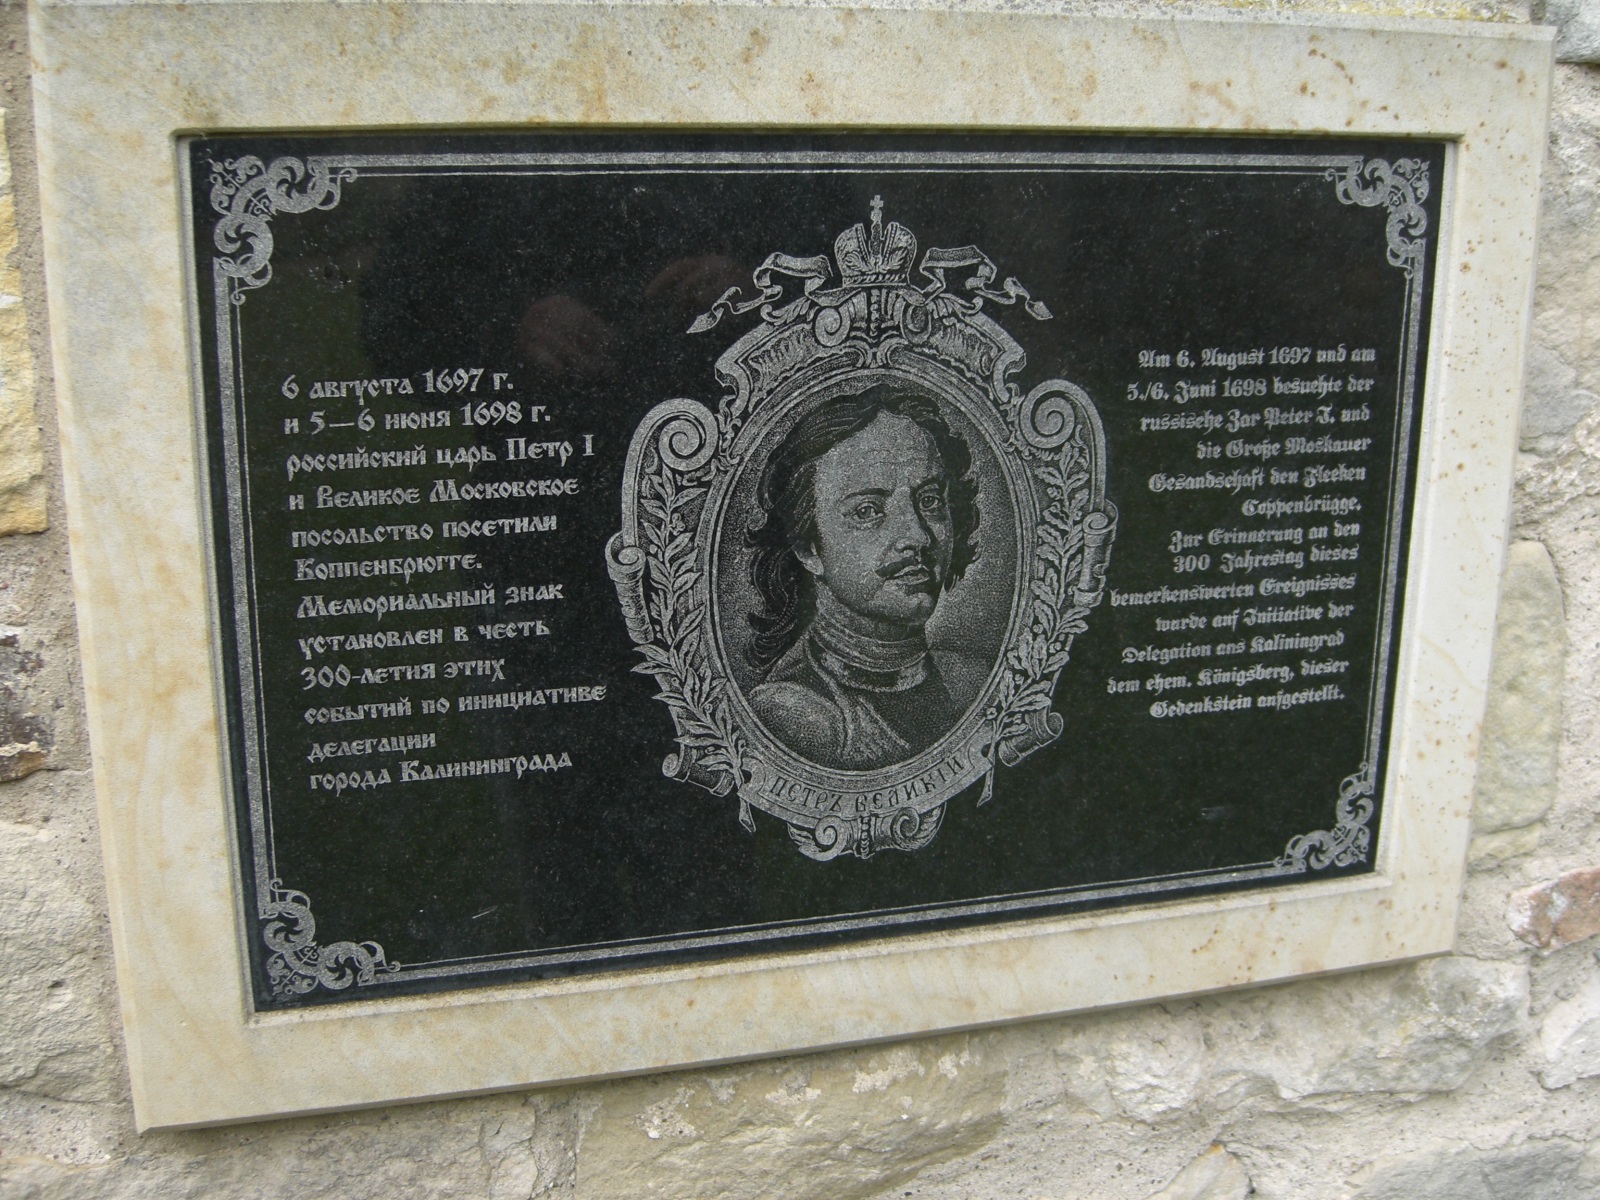 6 августа 1697 г.
и 5—6 июня 1698 г.
российский царь Петр I
и Великое Московское
посольство посетили
Коппенбрюгге.
Мемориальный знак
установлен в честь
300-летия этих
событий по инициативе
делегации
города Калининграда
ПЕТРЪ ВЕЛИКІЙ
Am 6. August 1697 und am
5./6. Juni 1698 besuchte der
russische Zar Peter I. und
die Große Moskauer
Gesandschaft den Flecken
Coppenbrügge.
Zur Erinnerung an den
300 Jahrestag dieses
bemerkenswerten Ereignisses
wurde auf Initiative der
Delegation aus Kaliningrad
dem ehem. Königsberg, dieser
Gedenkstein aufgestellt.